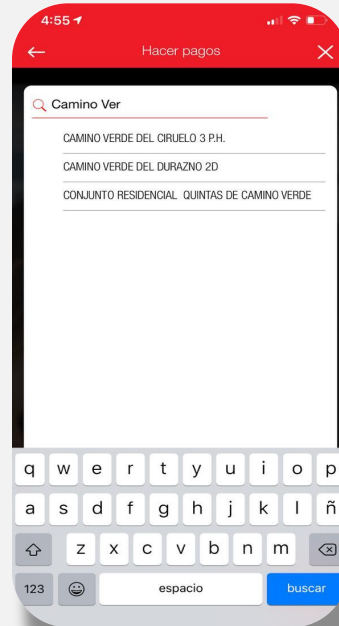 4:55
Hacer pagos
Camino Ver
CAMINO VERDE DEL CIRUELO 3 P.H.
CAMINO VERDE DEL DURAZNO 2D
CONJUNTO RESIDENCIAL QUINTAS DE CAMINO VERDE
q w e r t y u i o p
a s d f g h j k l ñ
z x c v b n m
123 espacio buscar